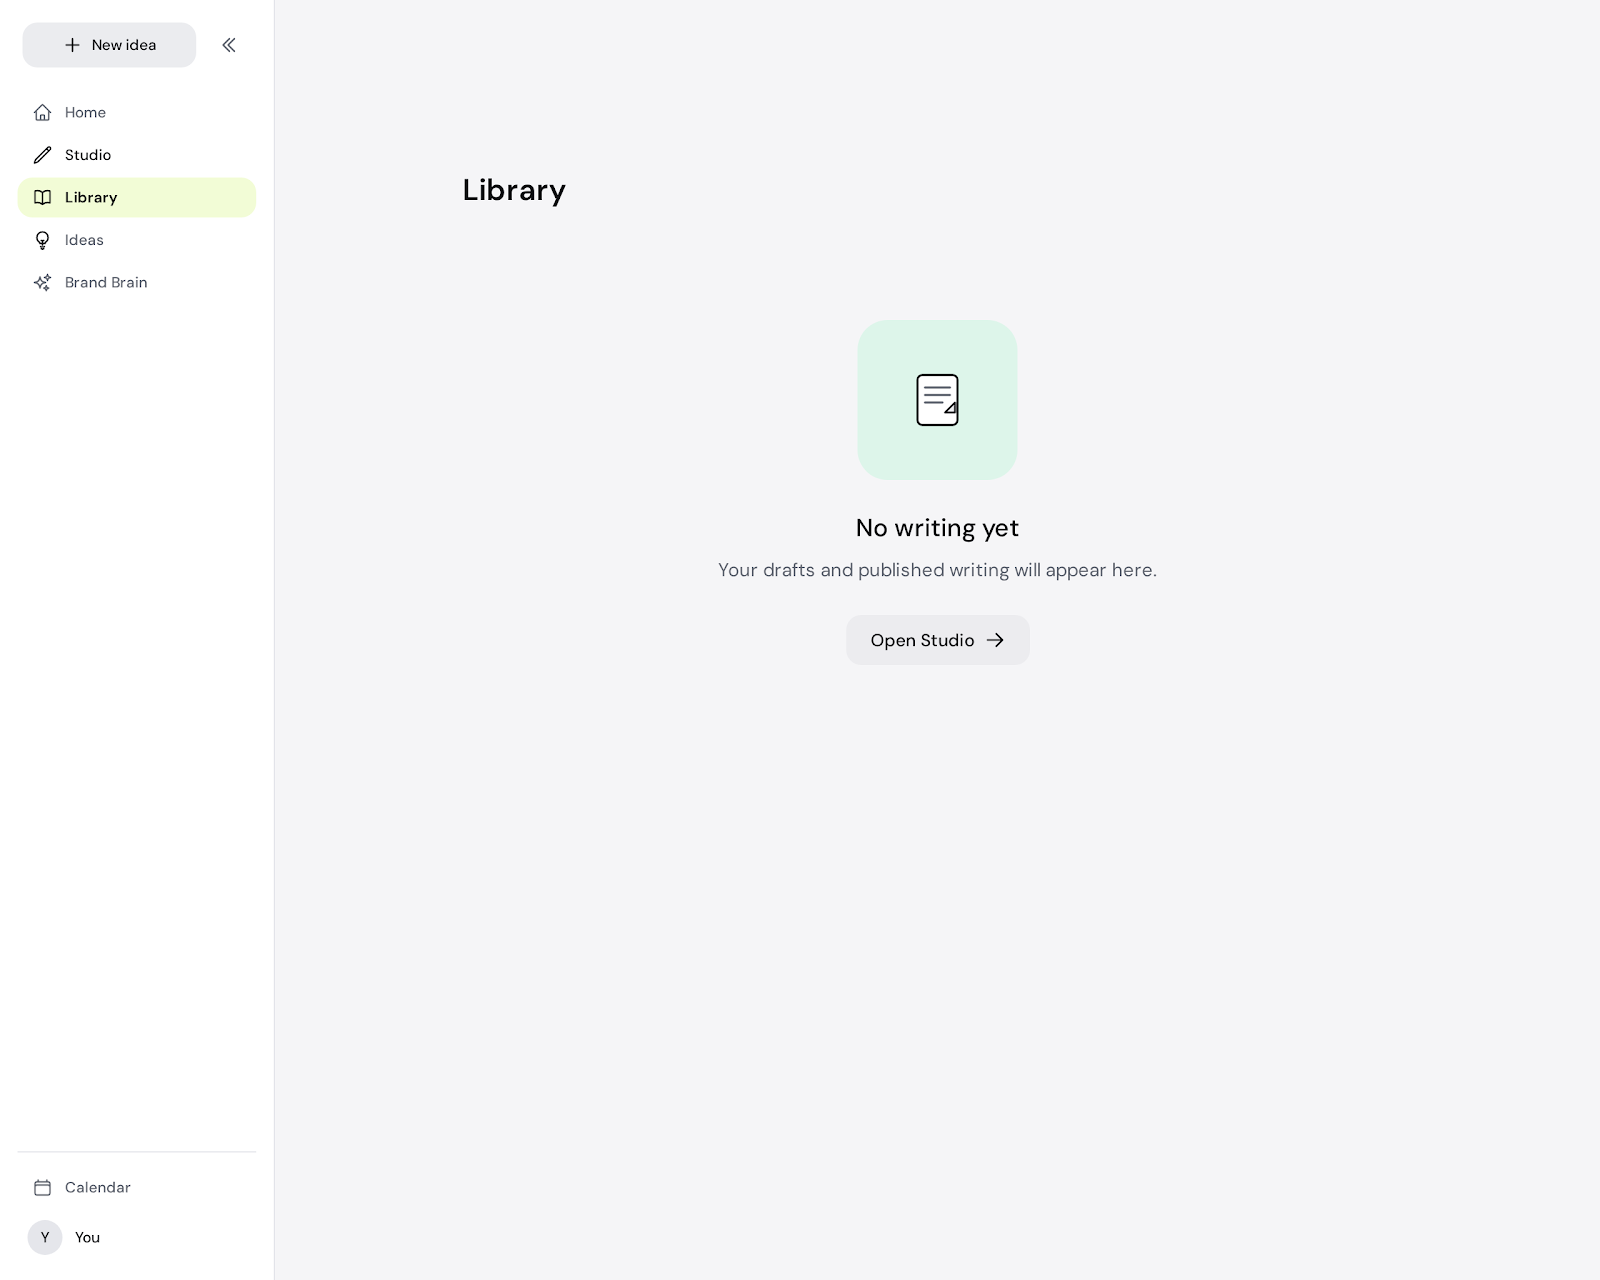 New idea
Home
Studio
Library
Ideas
Brand Brain
Calendar
Y
You
Library
No writing yet
Your drafts and published writing will appear here.
Open Studio